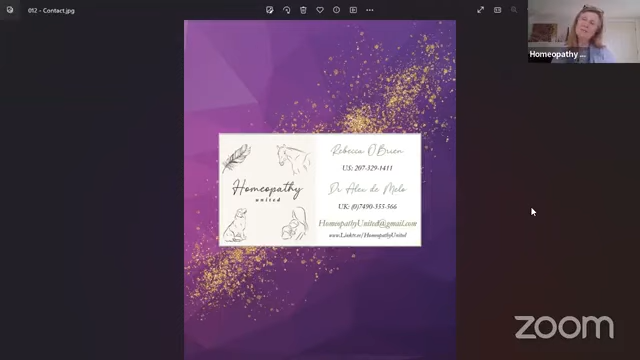 012 - Contact.jpg
Homeopathy ...
Homeopathy
united
Rebecca O'Brien
US: 207-329-1411
Dr Alex de Melo
UK: (0)7490-355-566
HomeopathyUnited@gmail.com
www.Linktr.ee/HomeopathyUnited
zoom